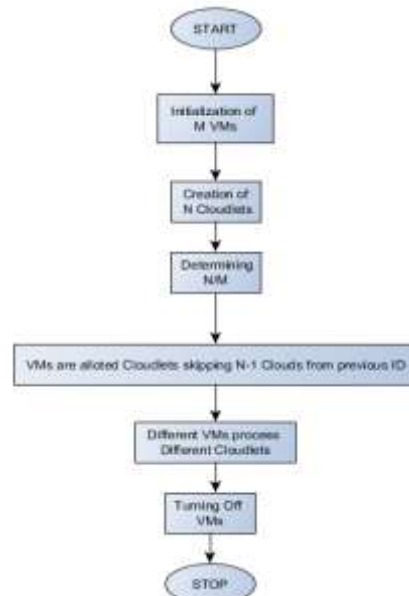 START
Initialization of
M VMs
Creation of
N Cloudlets
Determining
N/M
VMs are alloted Cloudlets skipping N-1 Clouds from previous ID
Different VMs process
Different Cloudlets
Turning Off
VMs
STOP